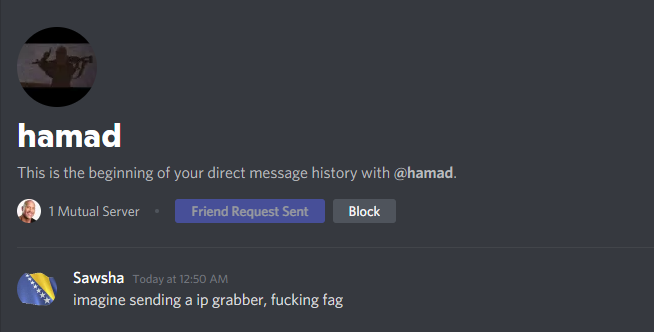 hamad
This is the beginning of your direct message history with @hamad.
1 Mutual Server • Friend Request Sent Block
Sawsha Today at 12:50 AM
imagine sending a ip grabber, fucking fag